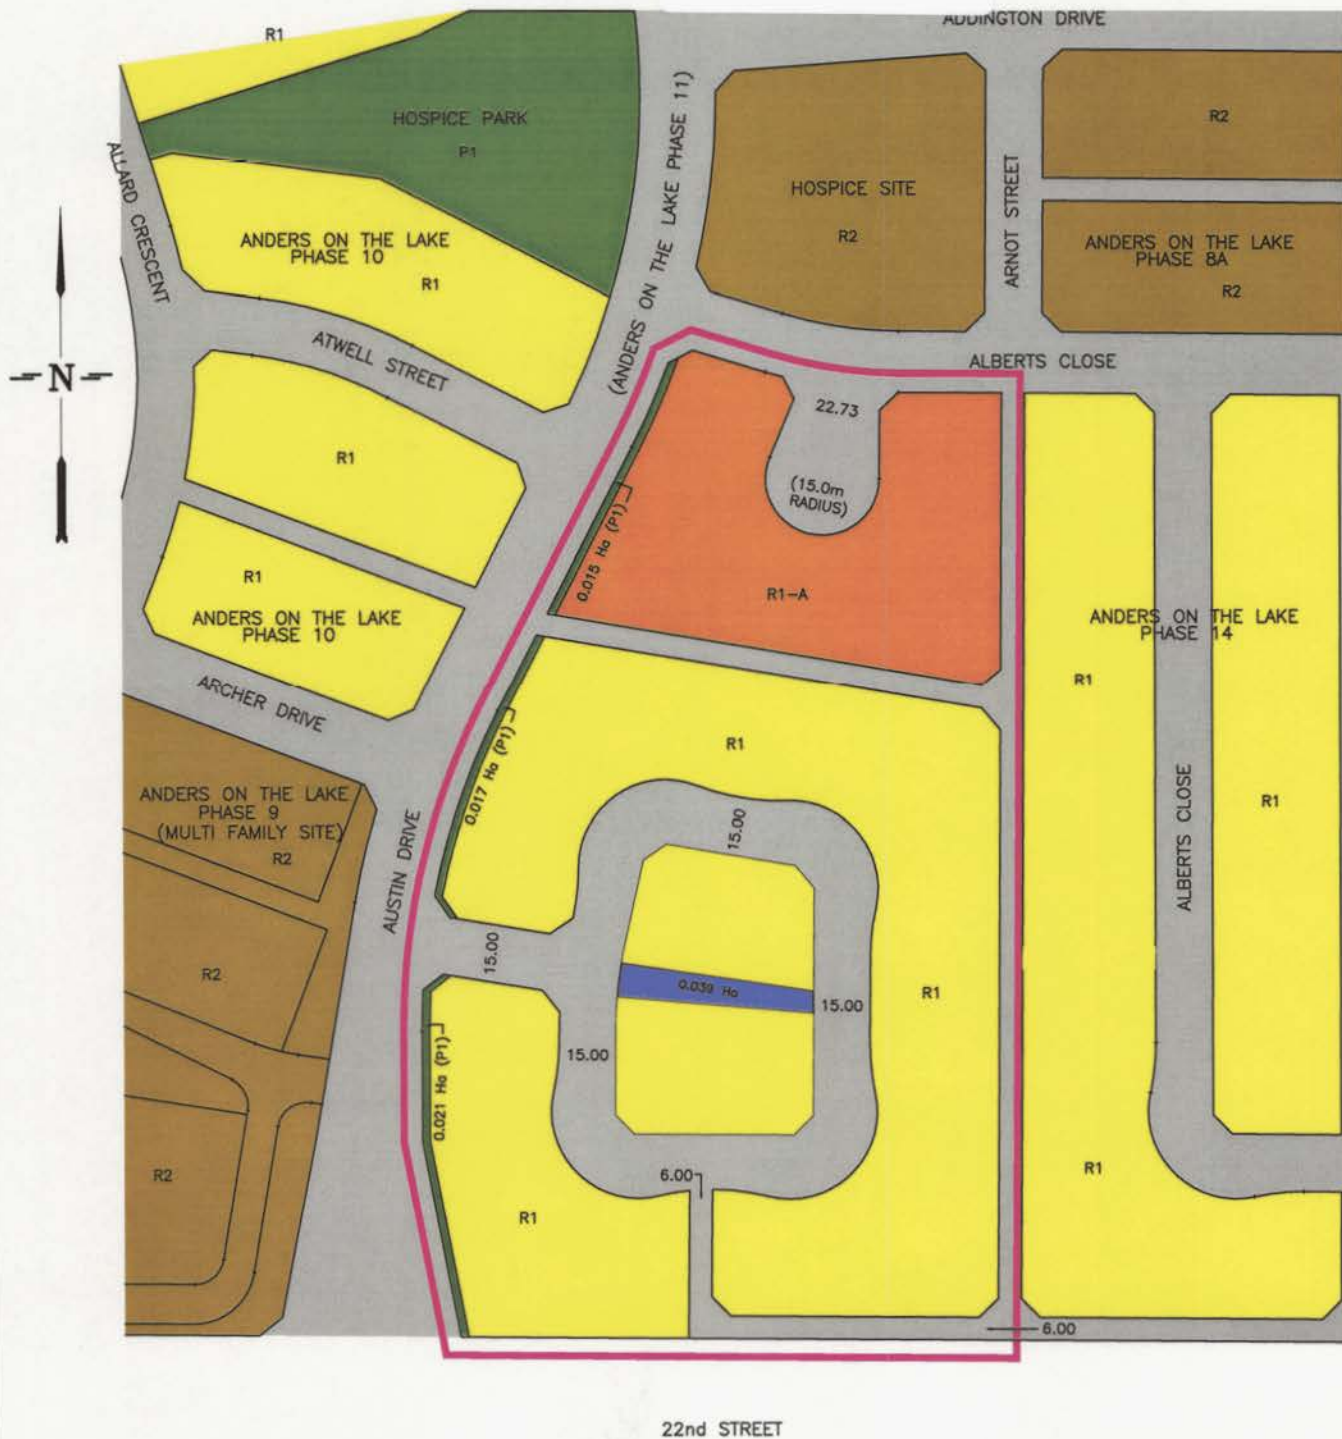 ADDINGTON DRIVE
R1
HOSPICE PARK
P1
ALLARD CRESCENT
(ANDERS ON THE LAKE PHASE 11)
HOSPICE SITE
R2
ARNOT STREET
R2
ANDERS ON THE LAKE
PHASE 8A
R2
ANDERS ON THE LAKE
PHASE 10
R1
ATWELL STREET
N
ALBERTS CLOSE
22.73
(15.0m
RADIUS)
R1
0.015 Ha (P1)
R1-A
R1
ANDERS ON THE LAKE
PHASE 10
ANDERS ON THE LAKE
PHASE 14
R1
ARCHER DRIVE
0.017 Ha (P1)
R1
ANDERS ON THE LAKE
PHASE 9
(MULTI FAMILY SITE)
R2
AUSTIN DRIVE
15.00
ALBERTS CLOSE
R1
R2
15.00
0.039 Ha
15.00
R1
15.00
0.021 Ha (P1)
R2
6.00
R1
R1
6.00
22nd STREET